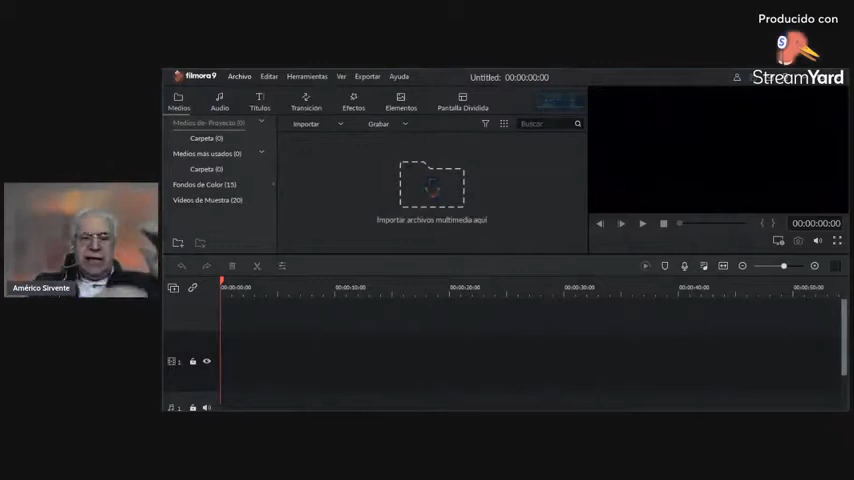 Producido con
StreamYard
filmora9 Archivo Editar Herramientas Ver Exportar Ayuda Untitled: 00:00:00:00
Medios Audio Títulos Transición Efectos Elementos Pantalla Dividida
Medios de- Proyecto (0) Importar Grabar Buscar
Carpeta (0)
Medios más usados (0)
Carpeta (0)
Fondos de Color (15)
Vídeos de Muestra (20)
Importar archivos multimedia aquí
{ } 00:00:00:00
00:00:00:00 00:00:10:00 00:00:20:00 00:00:30:00 00:00:40:00 00:00:50:00
Américo Sirvente
1
1